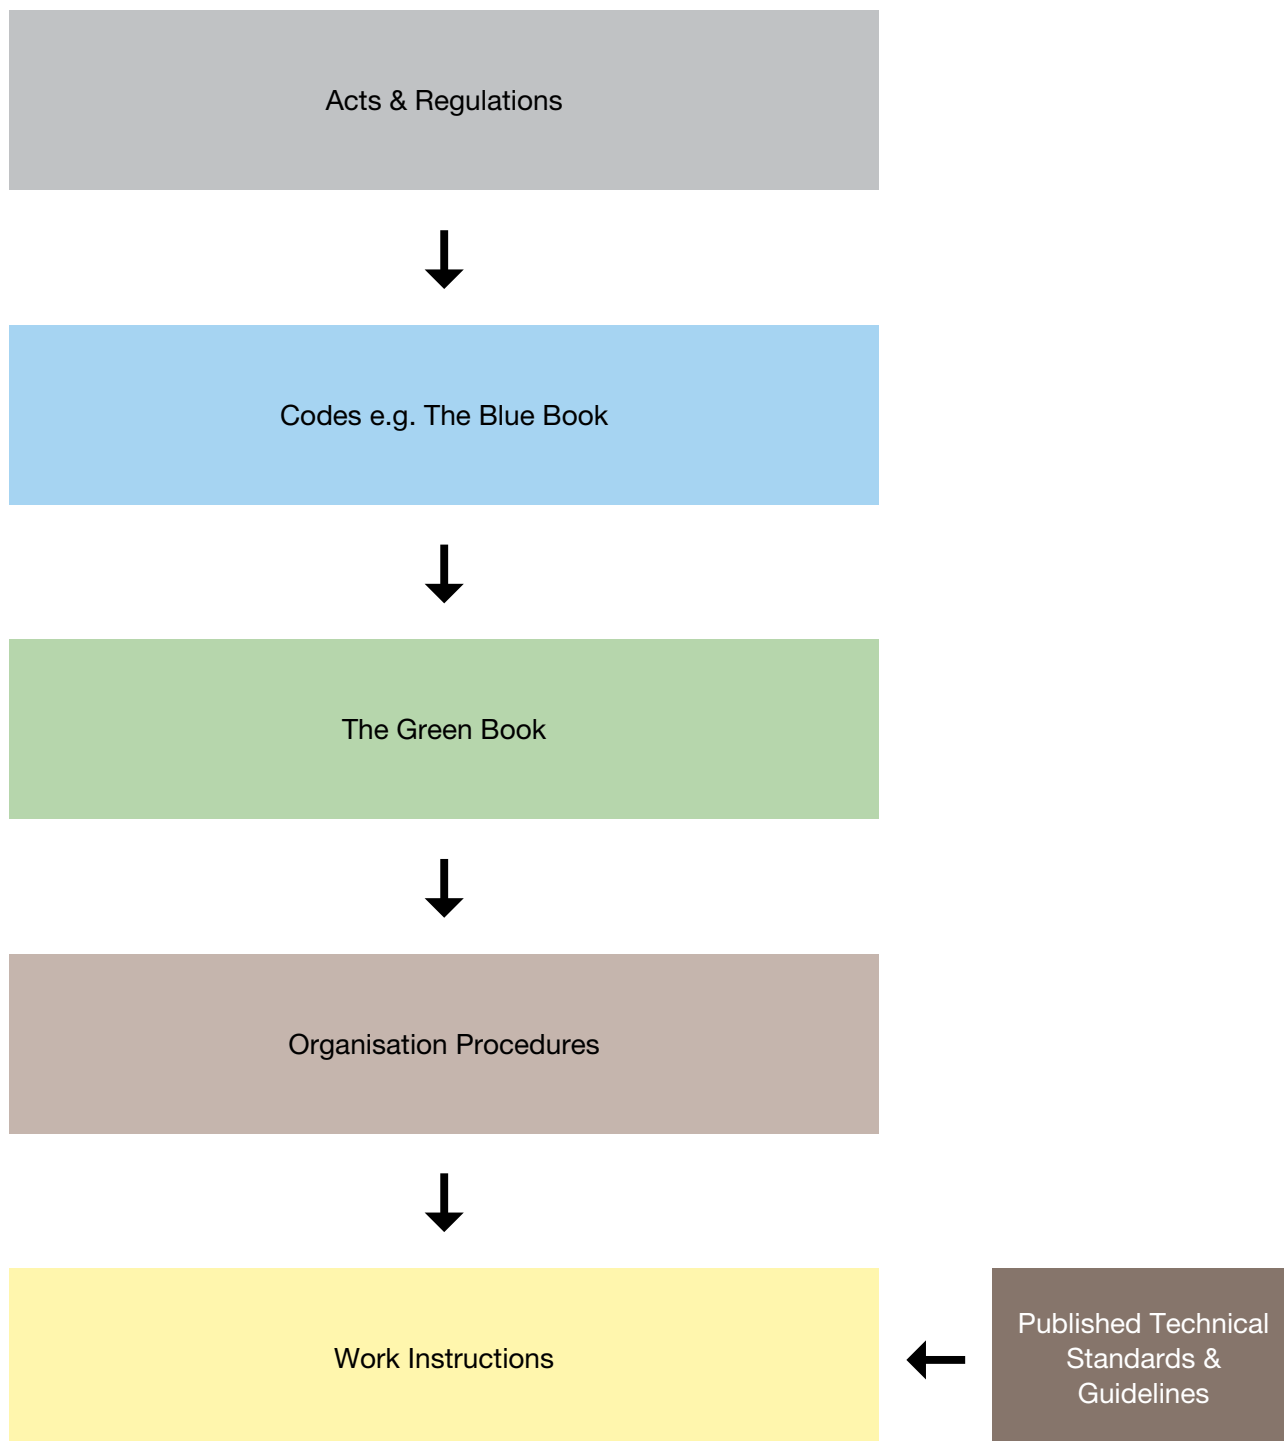 Acts & Regulations
Codes e.g. The Blue Book
The Green Book
Organisation Procedures
Work Instructions
Published Technical
Standards &
Guidelines